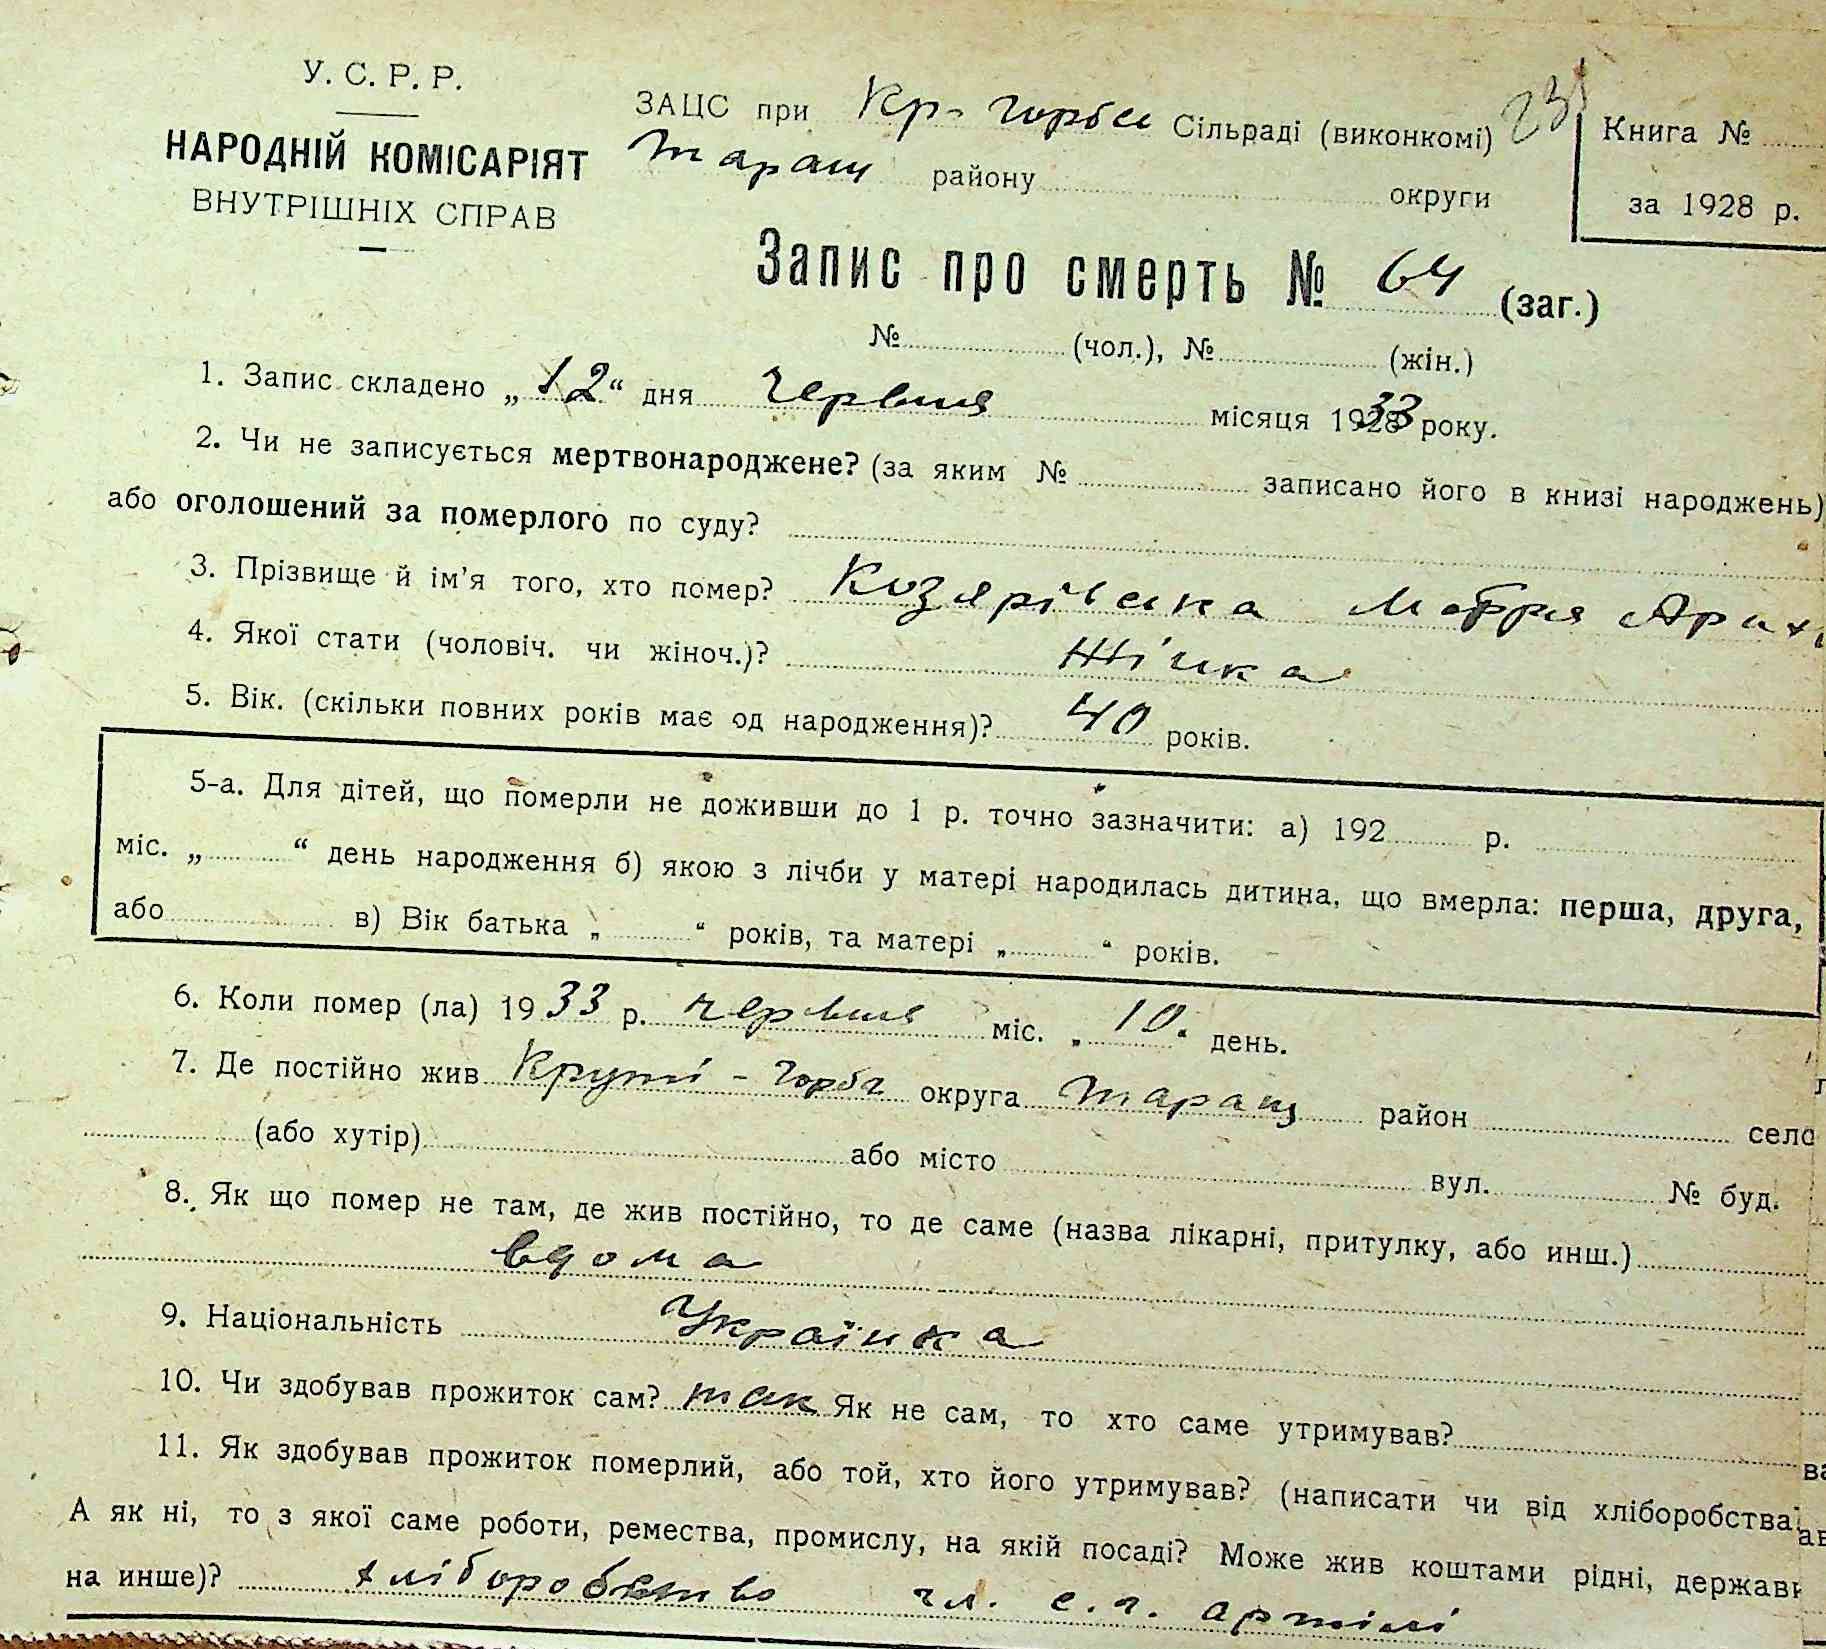 У. С. Р. Р.
НАРОДНІЙ КОМІСАРІЯТ
ВНУТРІШНІХ СПРАВ
ЗАЦС при Кр- Горби Сільраді (виконкомі)
Таращ району округи
23
Книга №
за 1928 р.
Запис про смерть № 64 (заг.)
№ (чол.), № (жін.)
1. Запис складено „ 12 “ дня червня місяця 192833 року.
2. Чи не записується мертвонароджене? (за яким № записано його в книзі народжень)
або оголошений за померлого по суду?
3. Прізвище й ім’я того, хто помер? Козярівська
4. Якої стати (чоловіч. чи жіноч.)? Жінка
5. Вік. (скільки повних років має од народження)? 40 років.
5-а. Для дітей, що померли не доживши до 1 р. точно зазначити: а) 192 р.
міс. „ “ день народження б) якою з лічби у матері народилась дитина, що вмерла: перша, друга,
або в) Вік батька „ “ років, та матері „ “ років.
6. Коли помер (ла) 19 33 р. червня міс. „ 10 “ день.
7. Де постійно жив Круті - Горби округа Таращ район село
(або хутір) або місто вул. № буд.
8. Як що помер не там, де жив постійно, то де саме (назва лікарні, притулку, або инш.)
вдома
9. Національність Українка
10. Чи здобував прожиток сам? так Як не сам, то хто саме утримував?
11. Як здобував прожиток померлий, або той, хто його утримував? (написати чи від хліборобства?
А як ні, то з якої саме роботи, ремества, промислу, на якій посаді? Може жив коштами рідні, держави
на инше)? хліборобство чл. с. г. артілі